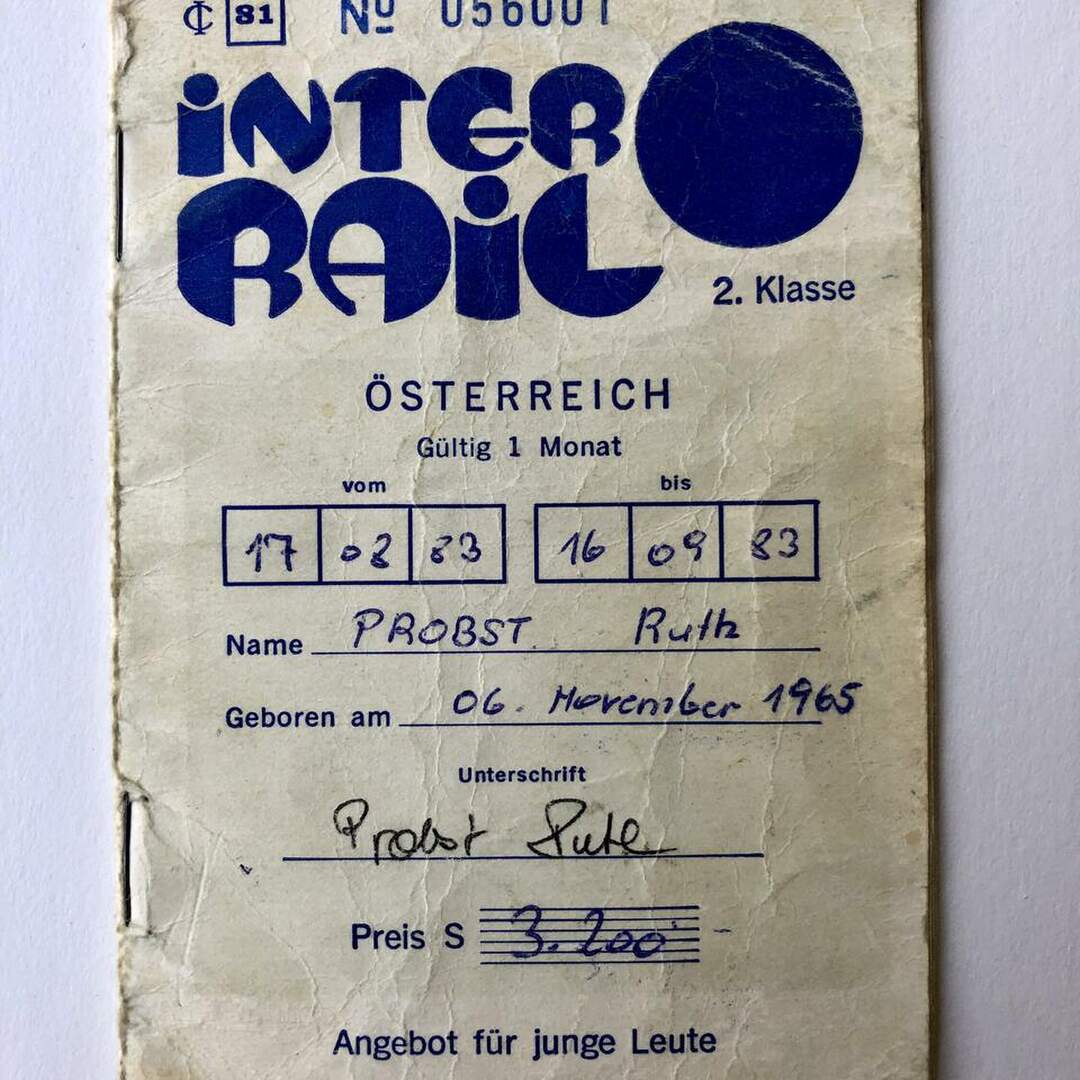 81 Nº 056001
INTER
RAIL
2. Klasse
ÖSTERREICH
Gültig 1 Monat
vom bis
17 08 83 16 09 83
Name PROBST Ruth
Geboren am 06. November 1965
Unterschrift
Probst Ruth
Preis S 3.200
Angebot für junge Leute